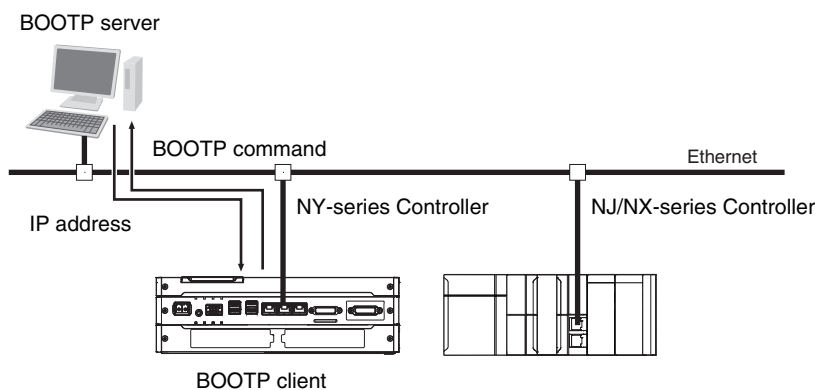 BOOTP server
BOOTP command
Ethernet
IP address
NY-series Controller
NJ/NX-series Controller
BOOTP client